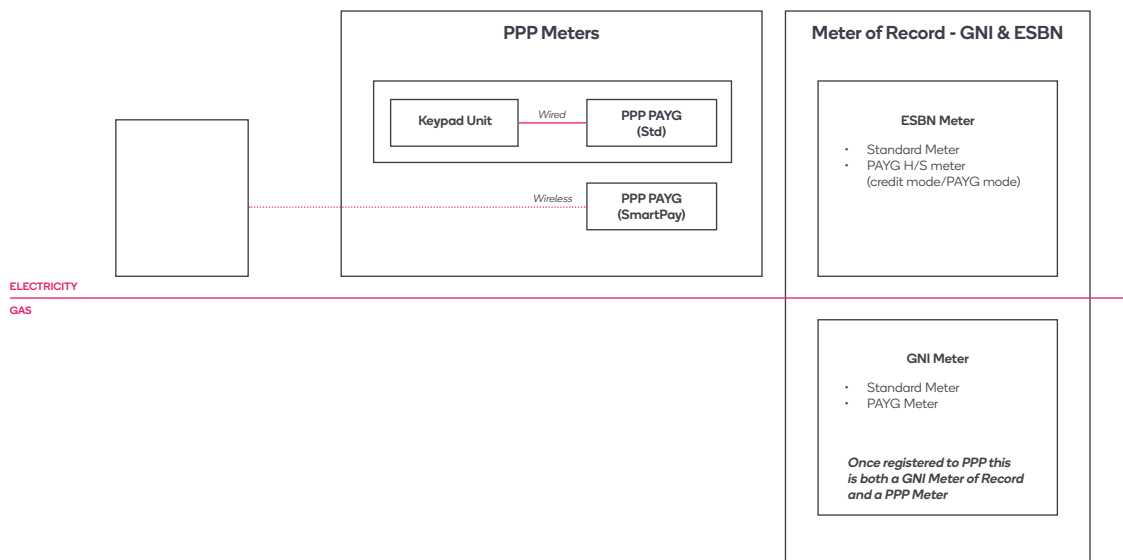 PPP Meters
Keypad Unit
Wired
PPP PAYG
(Std)
Wireless
PPP PAYG
(SmartPay)
Meter of Record - GNI & ESBN
ESBN Meter
• Standard Meter
• PAYG H/S meter
(credit mode/PAYG mode)
ELECTRICITY
GAS
GNI Meter
• Standard Meter
• PAYG Meter
Once registered to PPP this
is both a GNI Meter of Record
and a PPP Meter